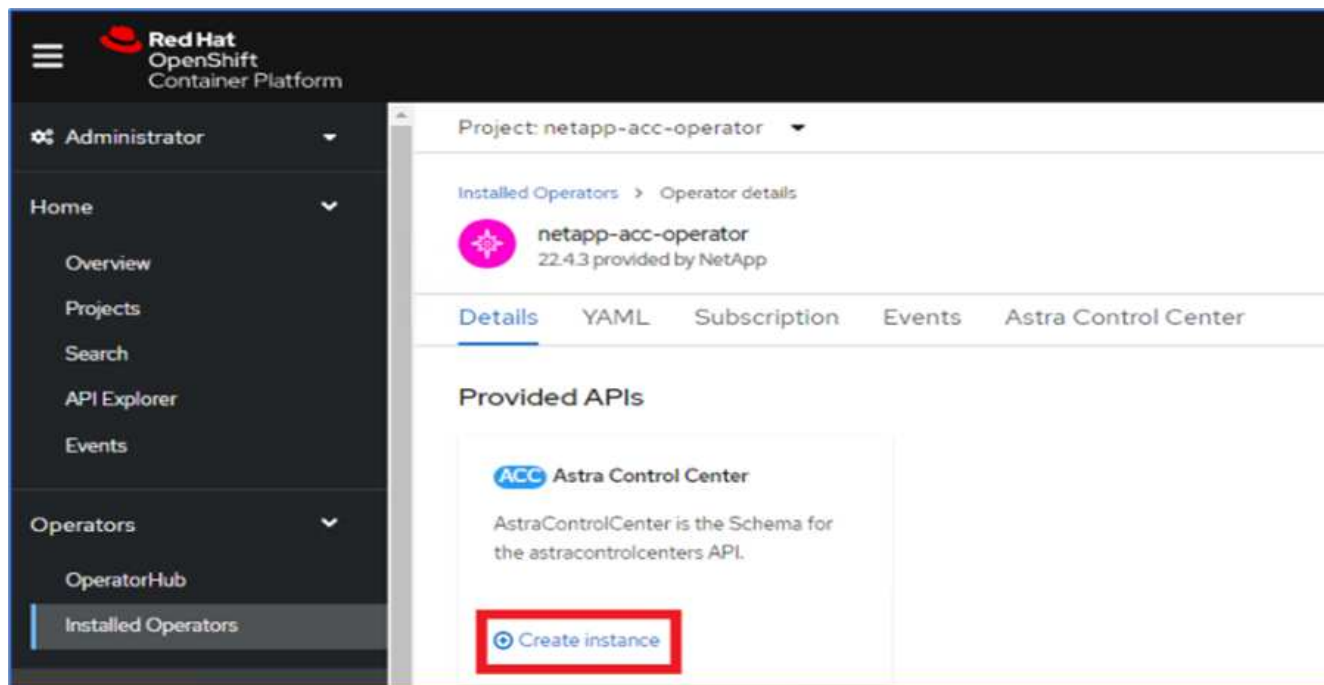 Red Hat
OpenShift
Container Platform
Administrator
Home
Overview
Projects
Search
API Explorer
Events
Operators
OperatorHub
Installed Operators
Project: netapp-acc-operator
Installed Operators > Operator details
netapp-acc-operator
22.4.3 provided by NetApp
Details YAML Subscription Events Astra Control Center
Provided APIs
ACC Astra Control Center
AstraControlCenter is the Schema for
the astracontrolcenters API.
Create instance